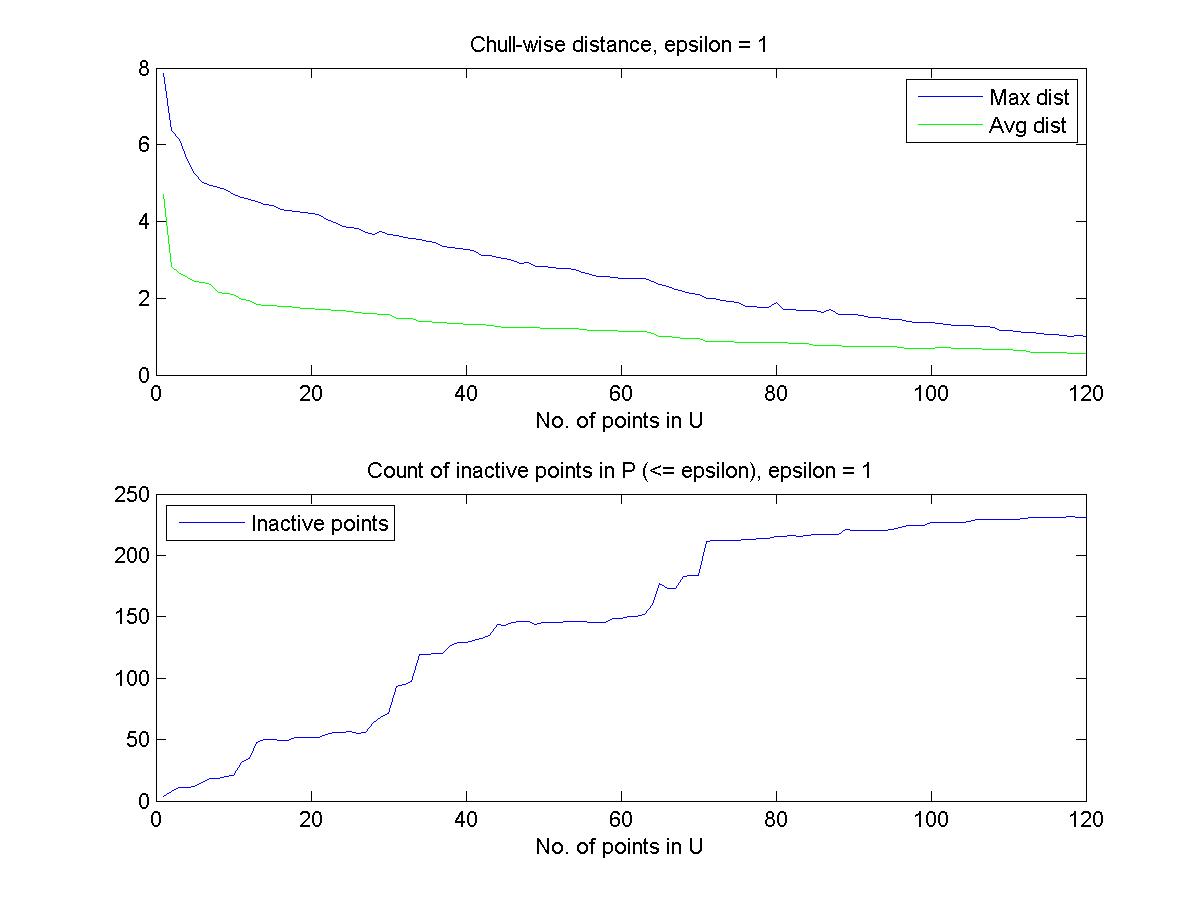 Chull-wise distance, epsilon = 1
8
6
4
2
0
Max dist
Avg dist
0 20 40 60 80 100 120
No. of points in U
Count of inactive points in P (<= epsilon), epsilon = 1
250
200
150
100
50
0
Inactive points
0 20 40 60 80 100 120
No. of points in U